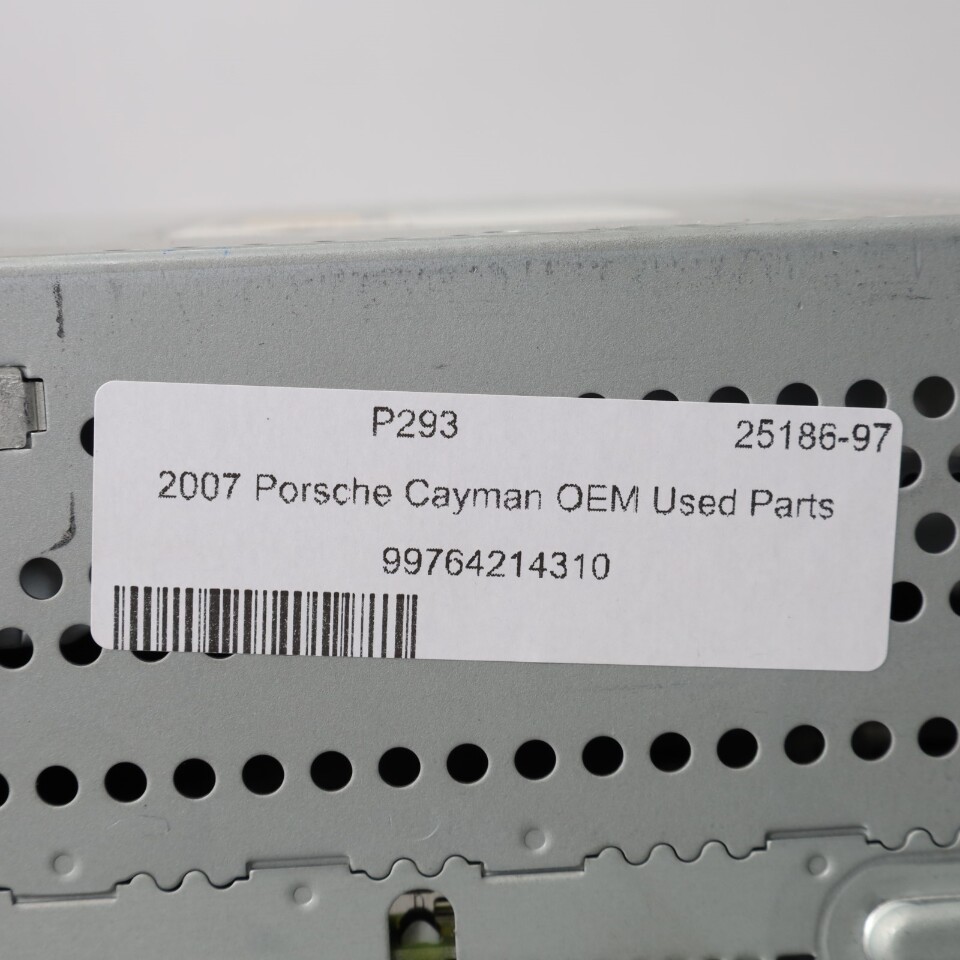 P293 25186-97
2007 Porsche Cayman OEM Used Parts
99764214310